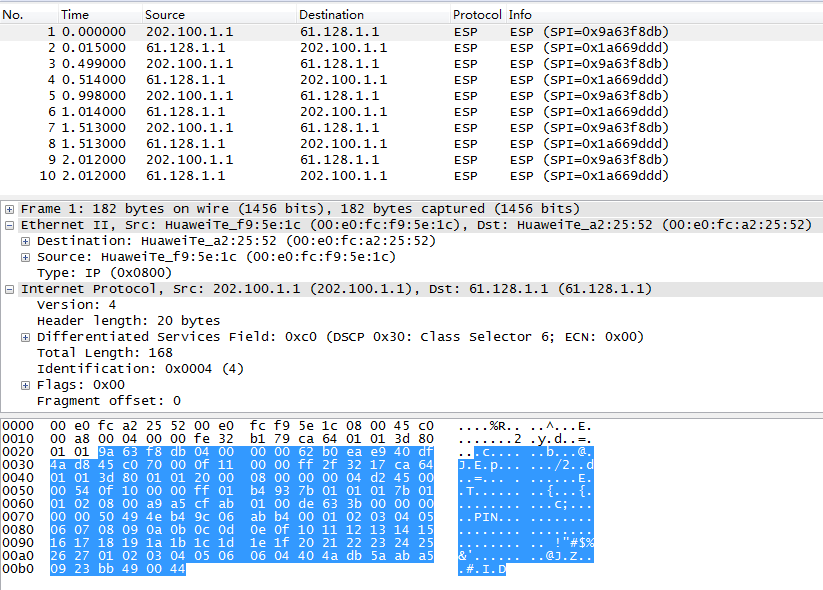 No. Time Source Destination Protocol Info
1 0.000000 202.100.1.1 61.128.1.1 ESP ESP (SPI=0x9a63f8db)
2 0.015000 61.128.1.1 202.100.1.1 ESP ESP (SPI=0x1a669ddd)
3 0.499000 202.100.1.1 61.128.1.1 ESP ESP (SPI=0x9a63f8db)
4 0.514000 61.128.1.1 202.100.1.1 ESP ESP (SPI=0x1a669ddd)
5 0.998000 202.100.1.1 61.128.1.1 ESP ESP (SPI=0x9a63f8db)
6 1.014000 61.128.1.1 202.100.1.1 ESP ESP (SPI=0x1a669ddd)
7 1.513000 202.100.1.1 61.128.1.1 ESP ESP (SPI=0x9a63f8db)
8 1.513000 61.128.1.1 202.100.1.1 ESP ESP (SPI=0x1a669ddd)
9 2.012000 202.100.1.1 61.128.1.1 ESP ESP (SPI=0x9a63f8db)
10 2.012000 61.128.1.1 202.100.1.1 ESP ESP (SPI=0x1a669ddd)
Frame 1: 182 bytes on wire (1456 bits), 182 bytes captured (1456 bits)
Ethernet II, Src: HuaweiTe_f9:5e:1c (00:e0:fc:f9:5e:1c), Dst: HuaweiTe_a2:25:52 (00:e0:fc:a2:25:52)
Destination: HuaweiTe_a2:25:52 (00:e0:fc:a2:25:52)
Source: HuaweiTe_f9:5e:1c (00:e0:fc:f9:5e:1c)
Type: IP (0x0800)
Internet Protocol, Src: 202.100.1.1 (202.100.1.1), Dst: 61.128.1.1 (61.128.1.1)
Version: 4
Header length: 20 bytes
Differentiated Services Field: 0xc0 (DSCP 0x30: Class Selector 6; ECN: 0x00)
Total Length: 168
Identification: 0x0004 (4)
Flags: 0x00
Fragment offset: 0
0000 00 e0 fc a2 25 52 00 e0 fc f9 5e 1c 08 00 45 c0 ....%R.. ..^...E.
0010 00 a8 00 04 00 00 fe 32 b1 79 ca 64 01 01 3d 80 .......2 .y.d..=.
0020 01 01 9a 63 f8 db 04 00 00 00 62 b0 ea e9 40 df ...c.... ..b...@.
0030 4a d8 45 c0 70 00 0f 11 00 00 ff 2f 32 17 ca 64 J.E.p... .../2..d
0040 01 01 3d 80 01 01 20 00 08 00 00 00 04 d2 45 00 ..=... . ......E.
0050 00 54 0f 10 00 00 ff 01 b4 93 7b 01 01 01 7b 01 .T...... ..{...{.
0060 01 02 08 00 a9 a5 cf ab 01 00 de 63 3b 00 00 00 ........ ...c;...
0070 00 00 50 49 4e b4 9c 06 ab b4 00 01 02 03 04 05 ..PIN... ........
0080 06 07 08 09 0a 0b 0c 0d 0e 0f 10 11 12 13 14 15 ........ ........
0090 16 17 18 19 1a 1b 1c 1d 1e 1f 20 21 22 23 24 25 ........ .. !"#$%
00a0 26 27 01 02 03 04 05 06 06 04 40 4a db 5a ab a5 &'...... ..@J.Z..
00b0 09 23 bb 49 00 44 .#.I.D